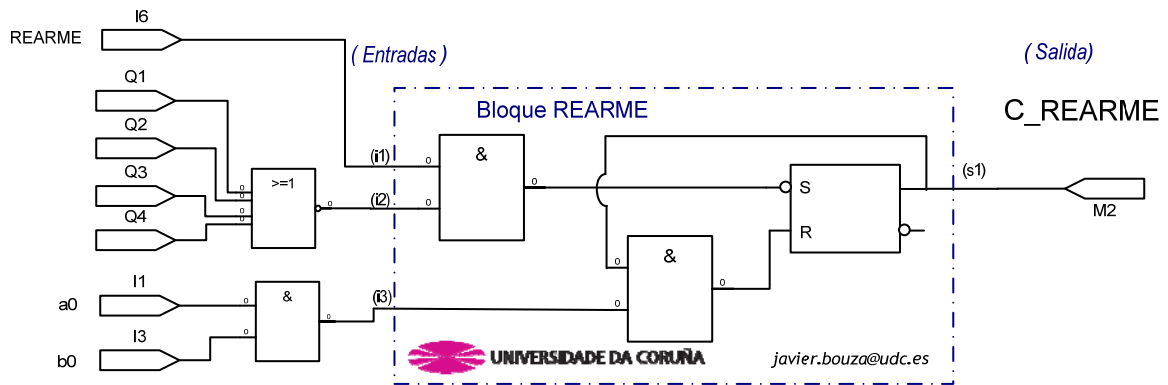 I6
REARME
( Entradas )
( Salida)
Q1
Bloque REARME
C_REARME
Q2
&
(i1)
0
0
(s1)
Q3
>=1
0
0
0
0
0
(i2)
0
S
M2
Q4
R
&
0
0
0
I1
a0
&
0
0
0
(i3)
I3
b0
UNIVERSIDADE DA CORUÑA
javier.bouza@udc.es